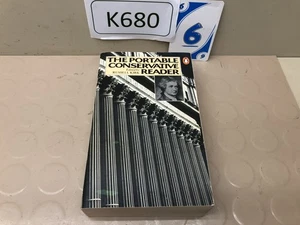 K680
6
THE PORTABLE
CONSERVATIVE
READER